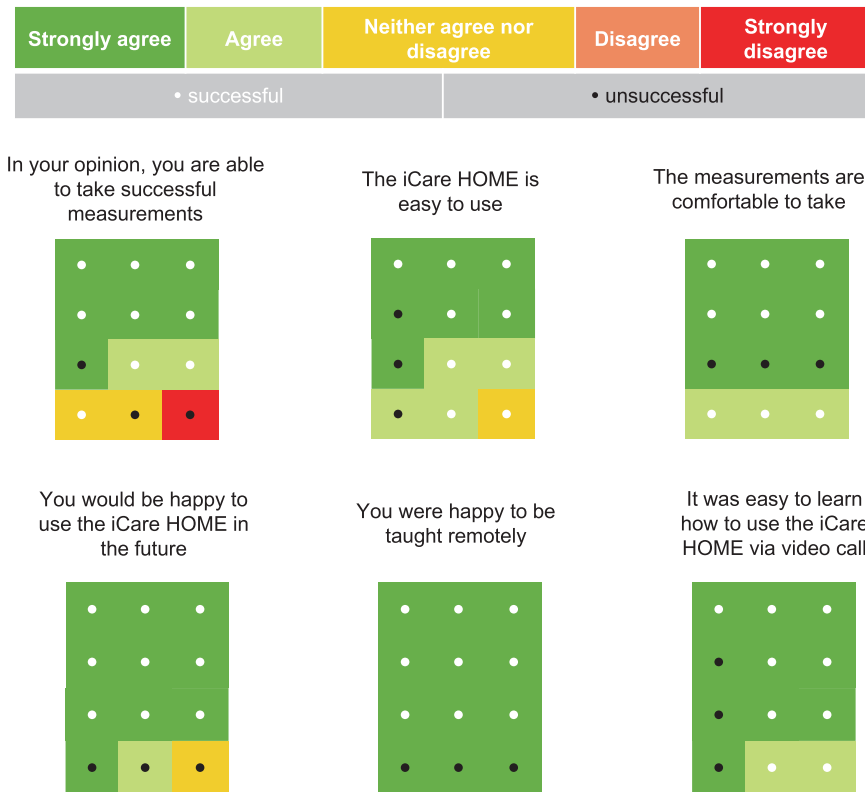 Strongly agree
Agree
Neither agree nor
disagree
Disagree
Strongly
disagree
• successful
• unsuccessful
In your opinion, you are able
to take successful
measurements
The iCare HOME is
easy to use
The measurements are
comfortable to take
You would be happy to
use the iCare HOME in
the future
You were happy to be
taught remotely
It was easy to learn
how to use the iCare
HOME via video call